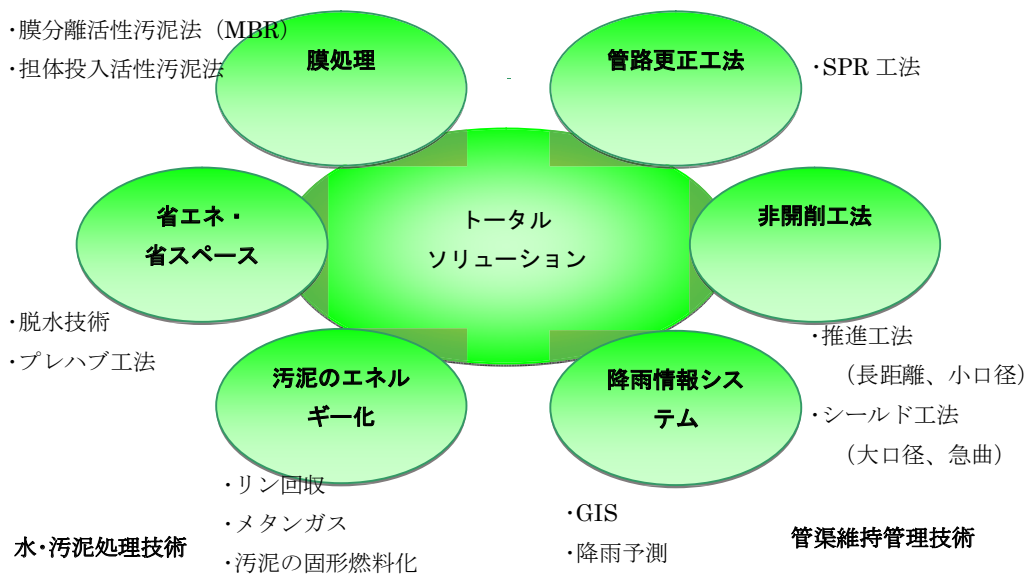 ・膜分離活性汚泥法（MBR）
・担体投入活性汚泥法
膜処理
管路更正工法
・SPR 工法
省エネ・
省スペース
トータル
ソリューション
非開削工法
・脱水技術
・プレハブ工法
汚泥のエネル
ギー化
降雨情報シス
テム
・推進工法
（長距離、小口径）
・シールド工法
（大口径、急曲）
・リン回収
・メタンガス
・汚泥の固形燃料化
・GIS
・降雨予測
水・汚泥処理技術
管渠維持管理技術